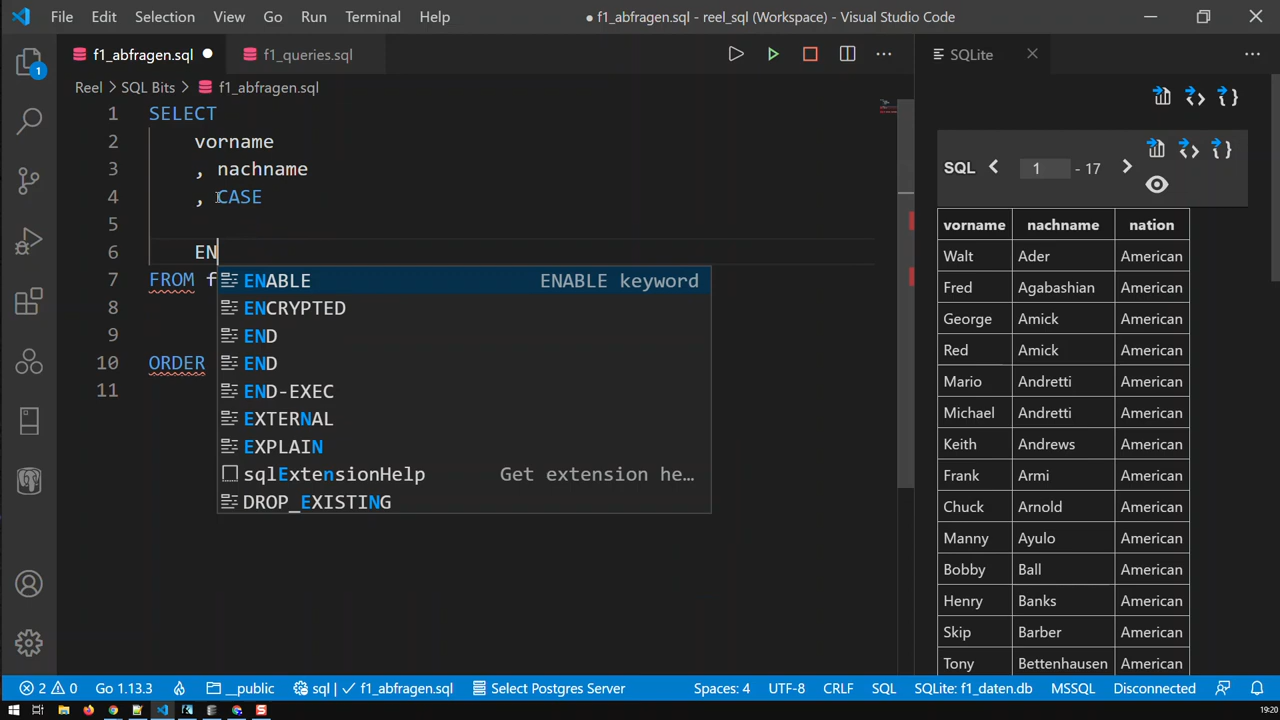 File Edit Selection View Go Run Terminal Help
● f1_abfragen.sql - reel_sql (Workspace) - Visual Studio Code
f1_abfragen.sql
f1_queries.sql
SQLite
1
Reel > SQL Bits > f1_abfragen.sql
1 SELECT
2 vorname
3 , nachname
4 , CASE
5
6 EN
7 FROM f
8
9
10 ORDER
11
ENABLE ENABLE keyword
ENCRYPTED
END
END
END-EXEC
EXTERNAL
EXPLAIN
sqlExtensionHelp Get extension he…
DROP_EXISTING
SQL 1 - 17
vorname nachname nation
Walt Ader American
Fred Agabashian American
George Amick American
Red Amick American
Mario Andretti American
Michael Andretti American
Keith Andrews American
Frank Armi American
Chuck Arnold American
Manny Ayulo American
Bobby Ball American
Henry Banks American
Skip Barber American
Tony Bettenhausen American
2 0 Go 1.13.3 __public sql | ✓ f1_abfragen.sql Select Postgres Server Spaces: 4 UTF-8 CRLF SQL SQLite: f1_daten.db MSSQL Disconnected
19:20